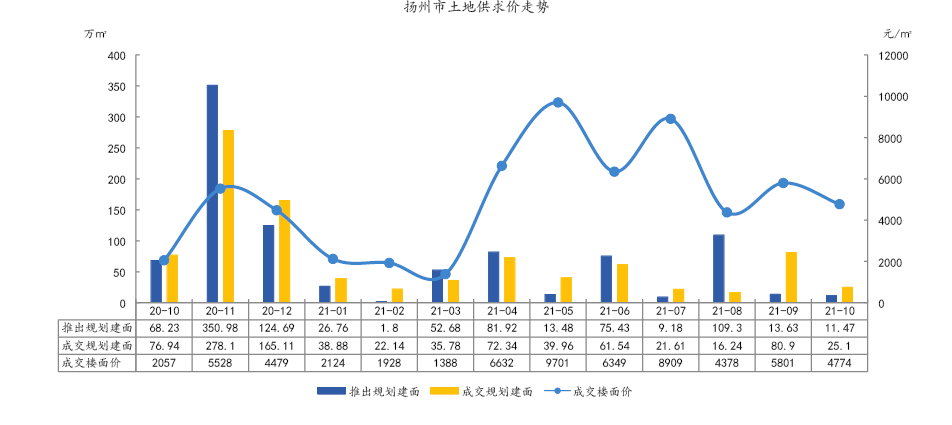 扬州市土地供求价走势
万㎡ 元/㎡
400 12000
350 10000
300
250 8000
200 6000
150
100 4000
50 2000
0 0
20-10 20-11 20-12 21-01 21-02 21-03 21-04 21-05 21-06 21-07 21-08 21-09 21-10
推出规划建面 68.23 350.98 124.69 26.76 1.8 52.68 81.92 13.48 75.43 9.18 109.3 13.63 11.47
成交规划建面 76.94 278.1 165.11 38.88 22.14 35.78 72.34 39.96 61.54 21.61 16.24 80.9 25.1
成交楼面价 2057 5528 4479 2124 1928 1388 6632 9701 6349 8909 4378 5801 4774
推出规划建面 成交规划建面 成交楼面价